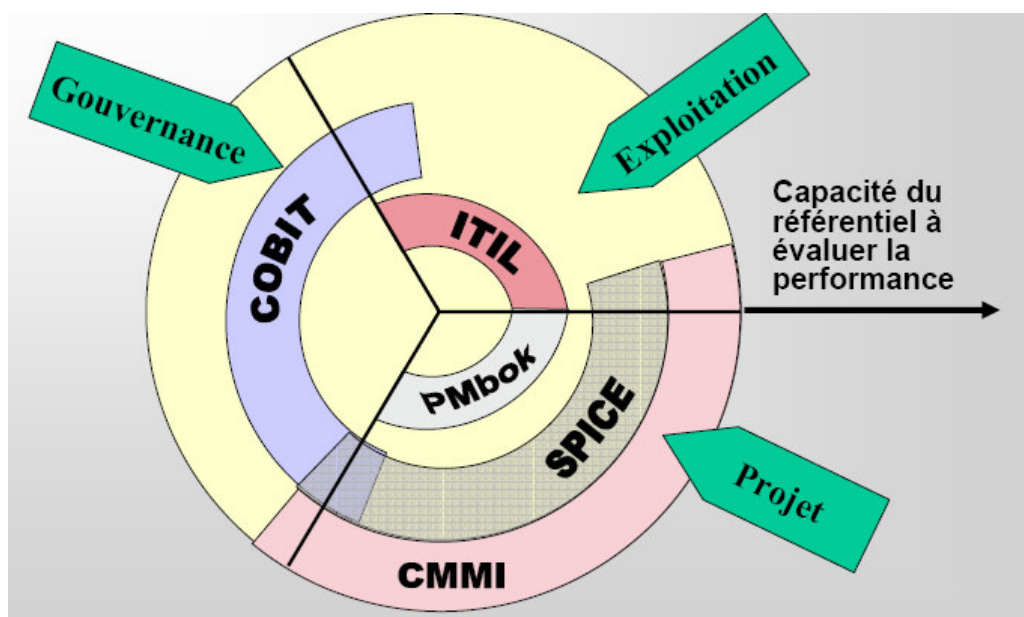 Gouvernance
Exploitation
COBIT
ITIL
Capacité du
référentiel à
évaluer la
performance
PMbok
SPICE
Projet
CMMI